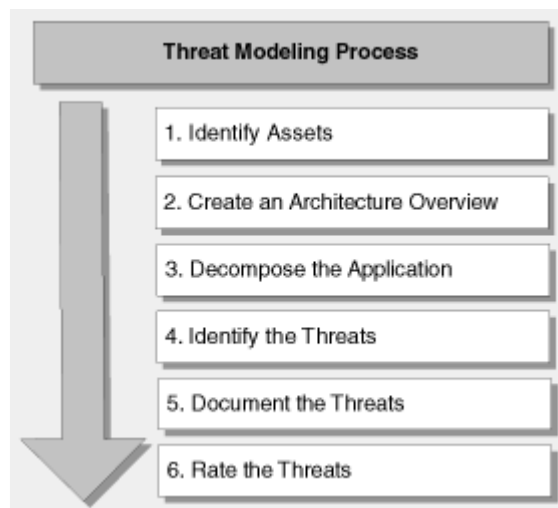 Threat Modeling Process
1. Identify Assets
2. Create an Architecture Overview
3. Decompose the Application
4. Identify the Threats
5. Document the Threats
6. Rate the Threats